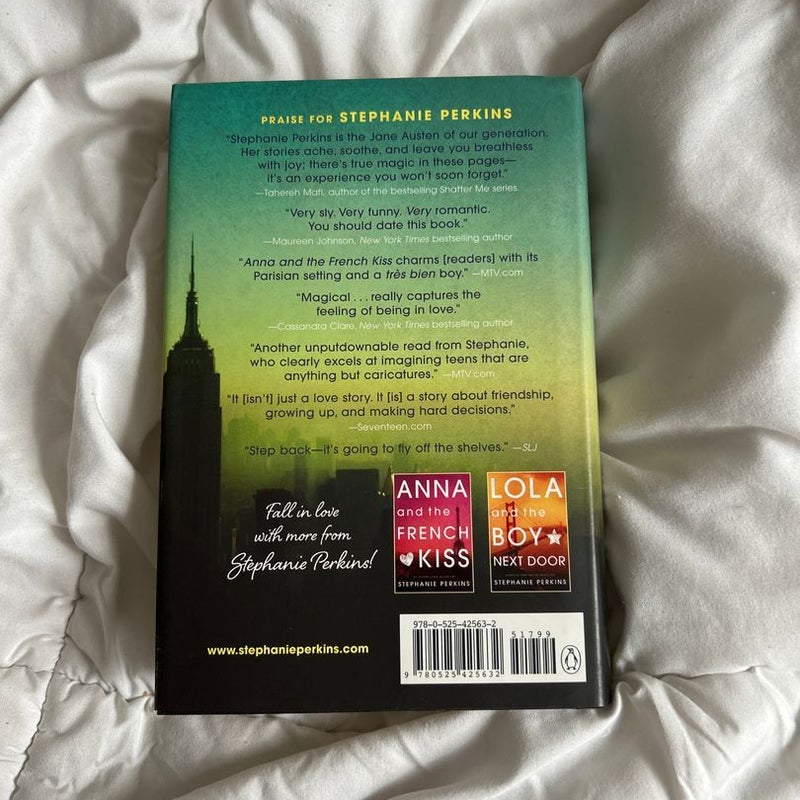 PRAISE FOR STEPHANIE PERKINS
“Stephanie Perkins is the Jane Austen of our generation.
Her stories ache, soothe, and leave you breathless
with joy; there’s true magic in these pages—
it’s an experience you won’t soon forget.”
—Tahereh Mafi, author of the bestselling Shatter Me series
“Very sly. Very funny. Very romantic.
You should date this book.”
—Maureen Johnson, New York Times bestselling author
“Anna and the French Kiss charms [readers] with its
Parisian setting and a très bien boy.” —MTV.com
“Magical . . . really captures the
feeling of being in love.”
—Cassandra Clare, New York Times bestselling author
“Another unputdownable read from Stephanie,
who clearly excels at imagining teens that are
anything but caricatures.” —MTV.com
“It [isn’t] just a love story. It [is] a story about friendship,
growing up, and making hard decisions.”
—Seventeen.com
“Step back—it’s going to fly off the shelves.” —SLJ
Fall in love
with more from
Stephanie Perkins!
ANNA
and the
FRENCH
KISS
STEPHANIE PERKINS
LOLA
and the
BOY
NEXT DOOR
STEPHANIE PERKINS
www.stephanieperkins.com
978-0-525-42563-2
51799
9 780525 425632